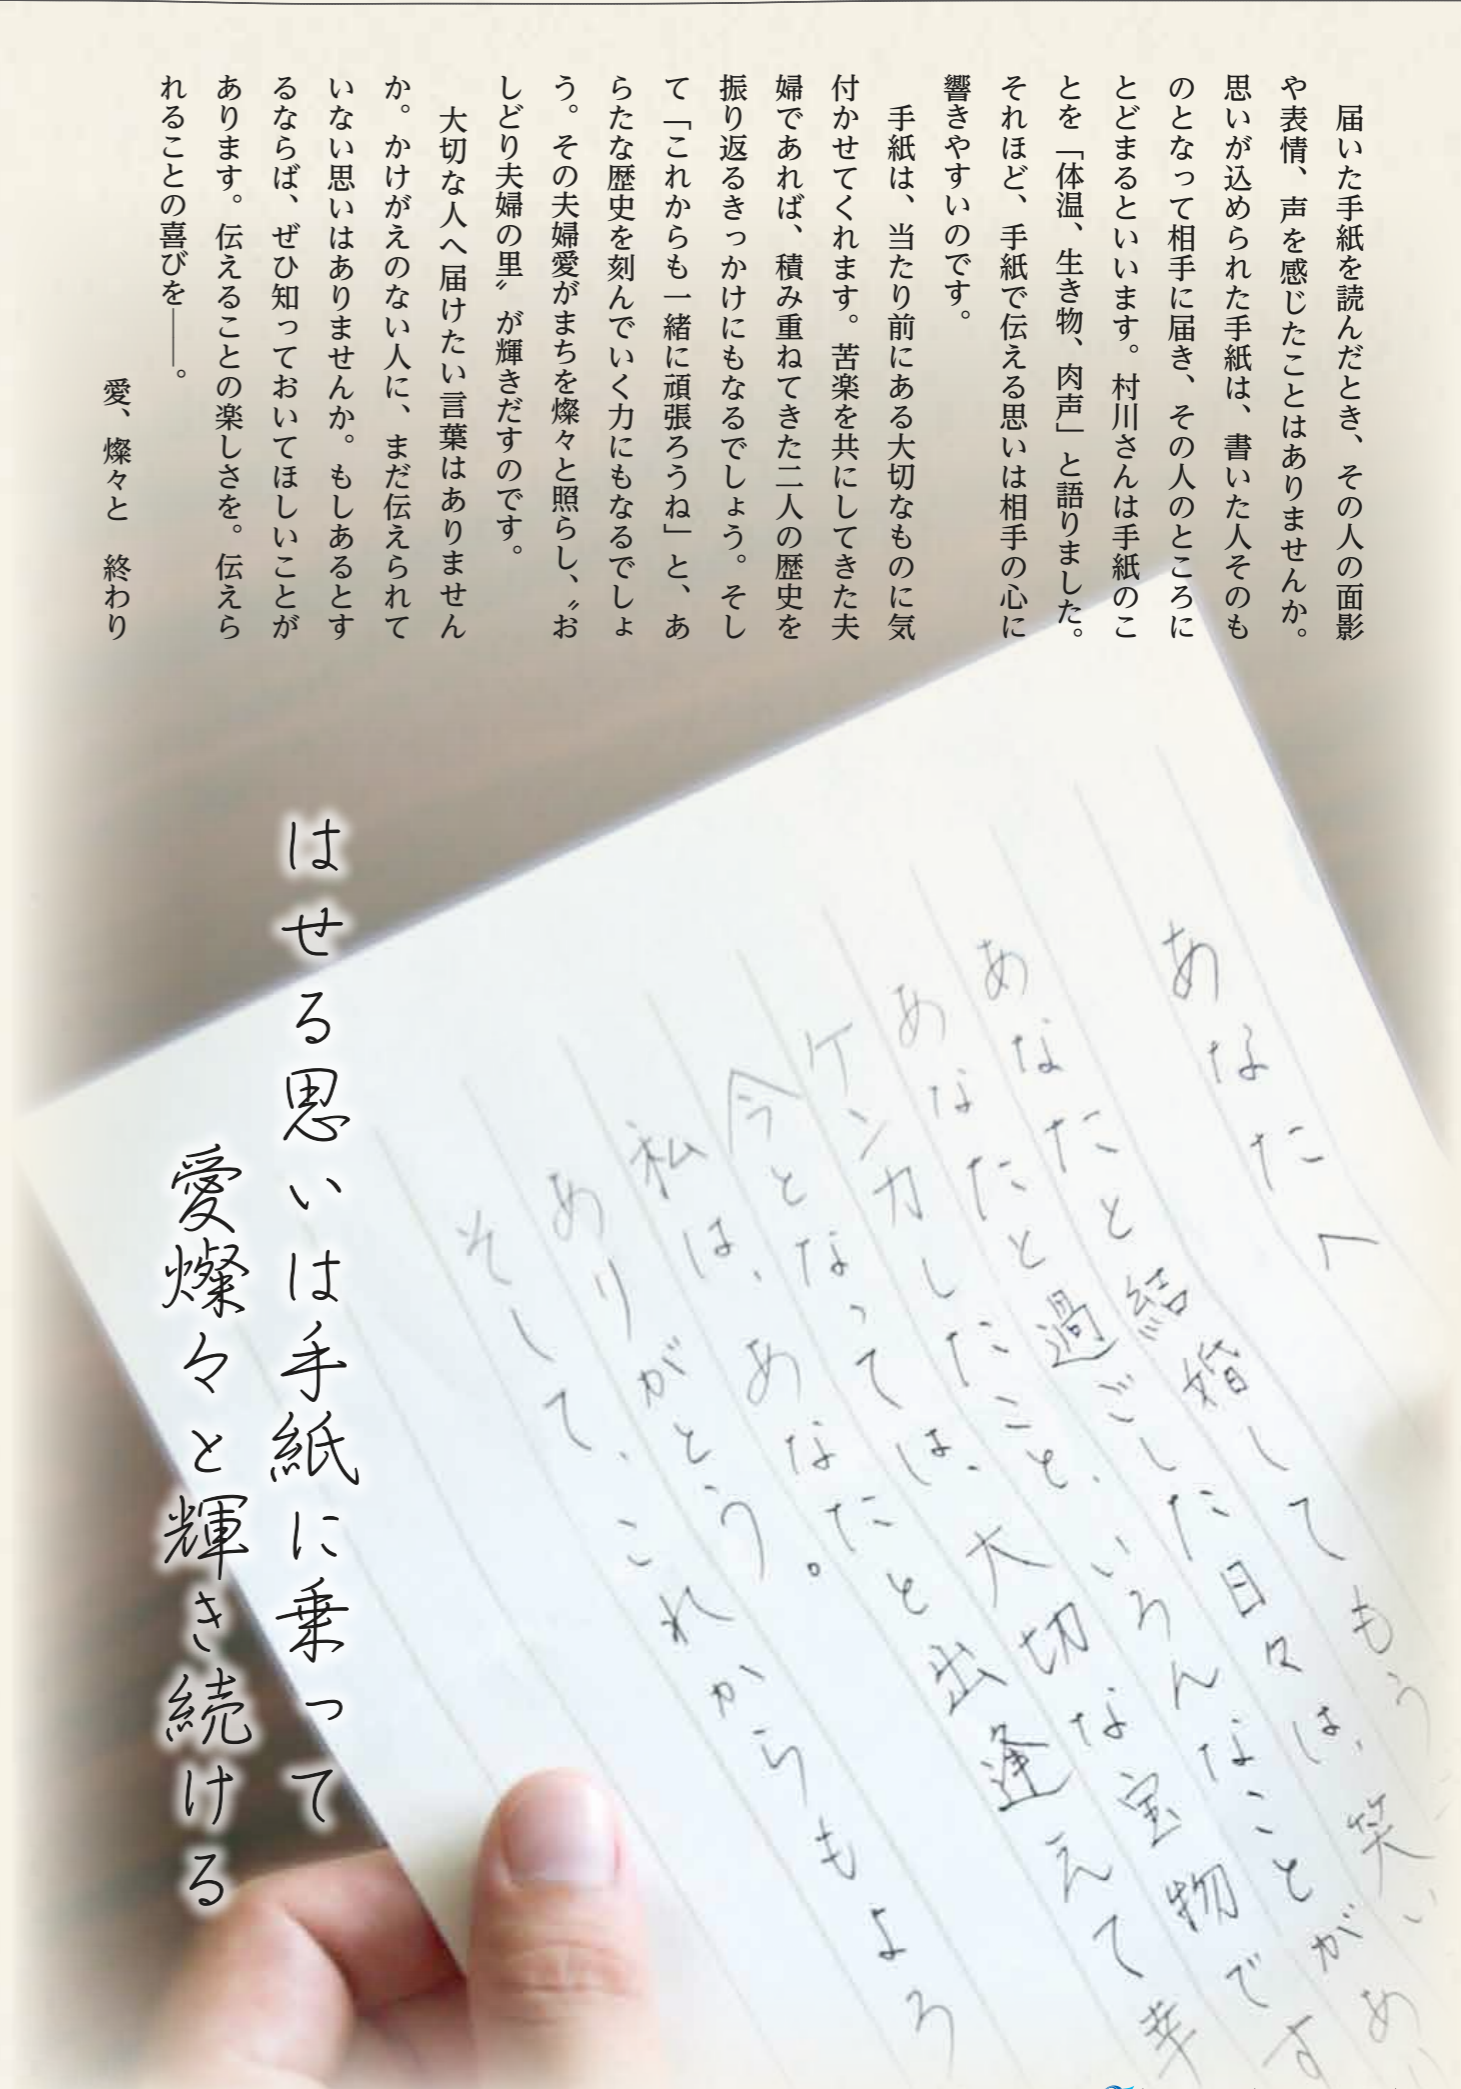 届いた手紙を読んだとき、その人の面影
や表情、声を感じたことはありませんか。
思いが込められた手紙は、書いた人そのも
のとなって相手に届き、その人のところに
とどまるといいます。村川さんは手紙のこ
とを「体温、生き物、肉声」と語りました。
それほど、手紙で伝える思いは相手の心に
響きやすいのです。
　手紙は、当たり前にある大切なものに気
付かせてくれます。苦楽を共にしてきた夫
婦であれば、積み重ねてきた二人の歴史を
振り返るきっかけにもなるでしょう。そし
て「これからも一緒に頑張ろうね」と、あ
らたな歴史を刻んでいく力にもなるでしょ
う。その夫婦愛がまちを燦々と照らし、〝お
しどり夫婦の里〟が輝きだすのです。
　大切な人へ届けたい言葉はありません
か。かけがえのない人に、まだ伝えられて
いない思いはありませんか。もしあるとす
るならば、ぜひ知っておいてほしいことが
あります。伝えることの楽しさを。伝えら
れることの喜びを――。
愛、燦々と　終わり
はせる思いは手紙に乗って
愛燦々と輝き続ける
あなたへ
あなたと結婚してもう
あなたと過ごした日々は、笑いあい
ケンカしたこと、いろんなことが
今となっては、大切な宝物です
私は、あなたと出逢えて幸
ありがとう。
そして、これからもよろ